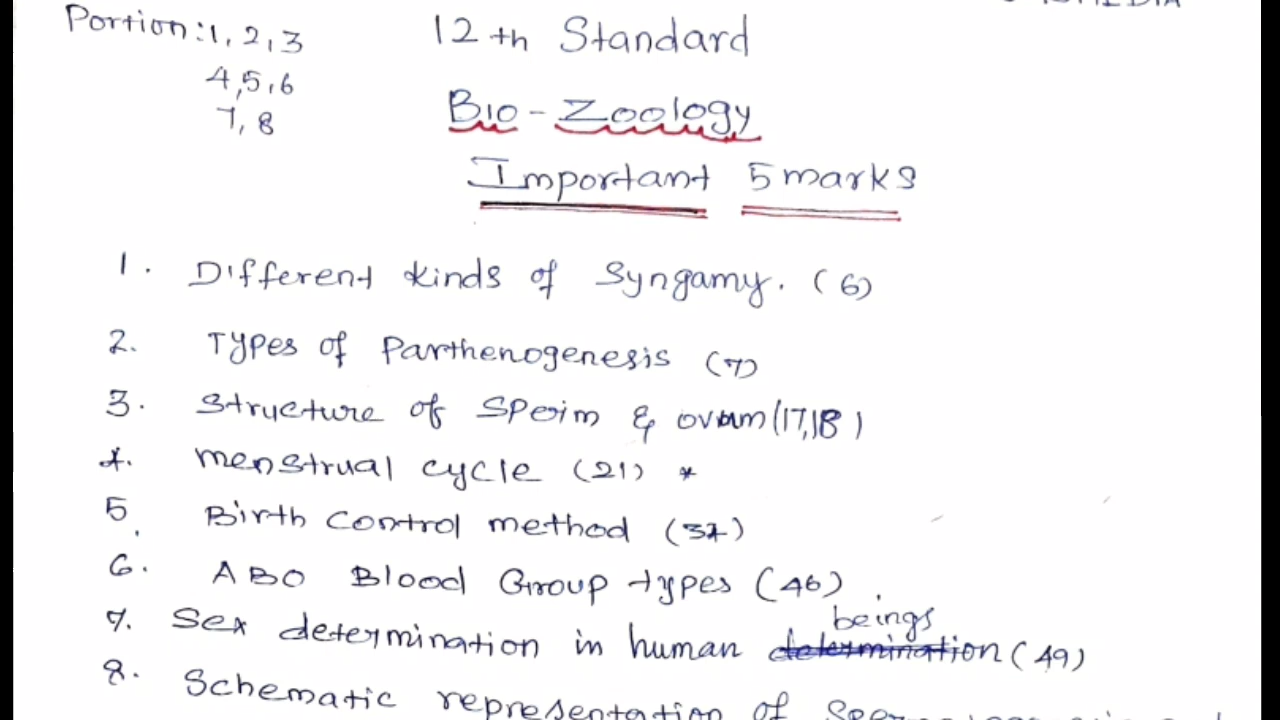 Portion: 1, 2, 3
4, 5, 6
7, 8
12th Standard
Bio-Zoology
Important 5 marks
1. Different kinds of Syngamy. (6)
2. Types of Parthenogenesis (7)
3. Structure of Sperm & ovum (17,18)
4. menstrual cycle (21) *
5. Birth control method (37)
6. ABO Blood Group types (46)
7. Sex determination in human beings (49)
8. Schematic representation of